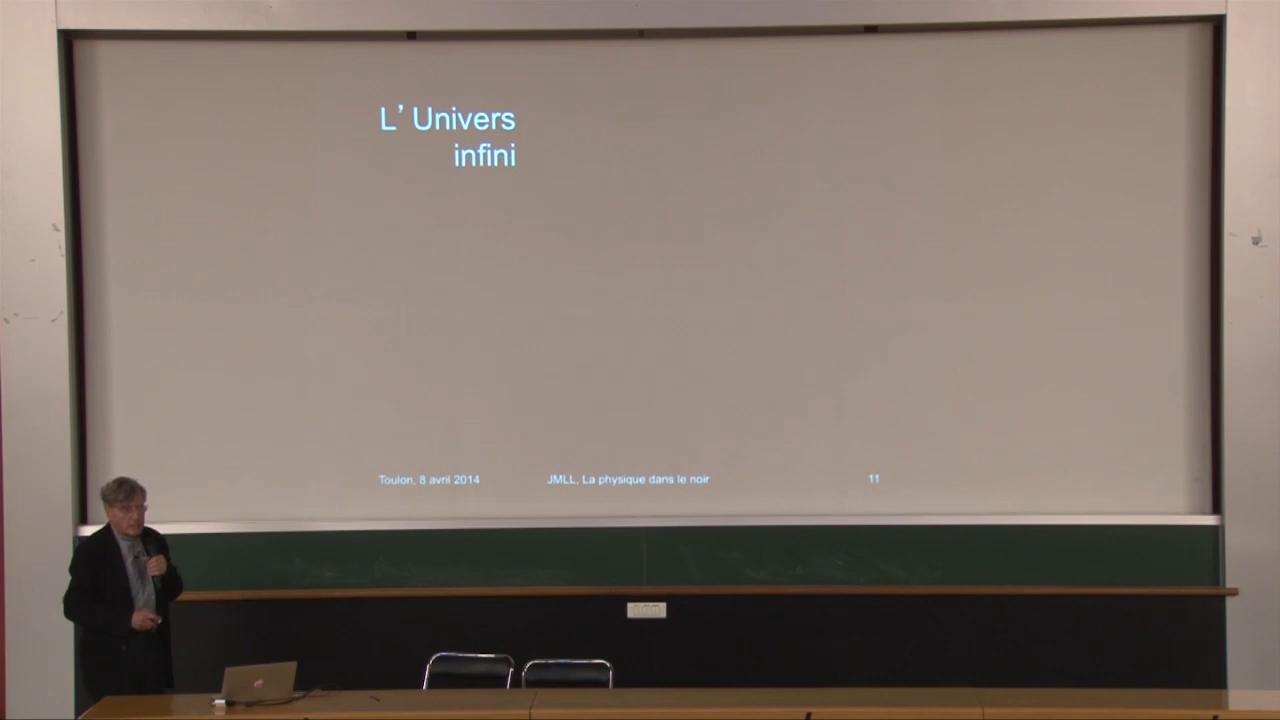 L’ Univers
infini
Toulon, 8 avril 2014
JMLL, La physique dans le noir
11